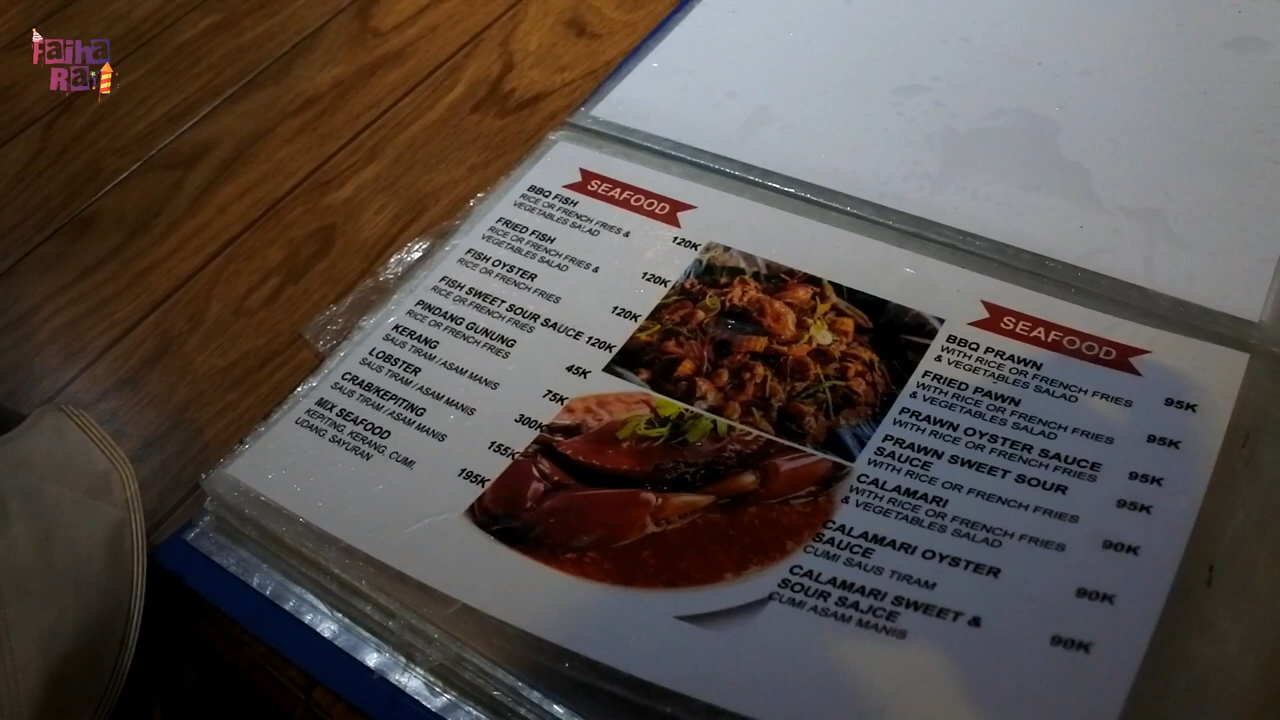 Faiha
SEAFOOD
BBQ FISH
RICE OR FRENCH FRIES &
VEGETABLES SALAD
120K
FRIED FISH
RICE OR FRENCH FRIES &
VEGETABLES SALAD
120K
FISH OYSTER
RICE OR FRENCH FRIES
120K
FISH SWEET SOUR SAUCE 120K
RICE OR FRENCH FRIES
PINDANG GUNUNG
RICE OR FRENCH FRIES
45K
KERANG
SAUS TIRAM / ASAM MANIS
75K
LOBSTER
SAUS TIRAM / ASAM MANIS
300K
CRAB/KEPITING
SAUS TIRAM / ASAM MANIS
155K
MIX SEAFOOD
KEPITING, KERANG, CUMI,
UDANG, SAYURAN
195K
SEAFOOD
BBQ PRAWN
WITH RICE OR FRENCH FRIES
& VEGETABLES SALAD
95K
FRIED PAWN
WITH RICE OR FRENCH FRIES
& VEGETABLES SALAD
95K
PRAWN OYSTER SAUCE
WITH RICE OR FRENCH FRIES
95K
PRAWN SWEET SOUR
SAUCE
WITH RICE OR FRENCH FRIES
95K
CALAMARI
WITH RICE OR FRENCH FRIES
& VEGETABLES SALAD
90K
CALAMARI OYSTER
SAUCE
CUMI SAUS TIRAM
90K
CALAMARI SWEET &
SOUR SAJCE
CUMI ASAM MANIS
90K